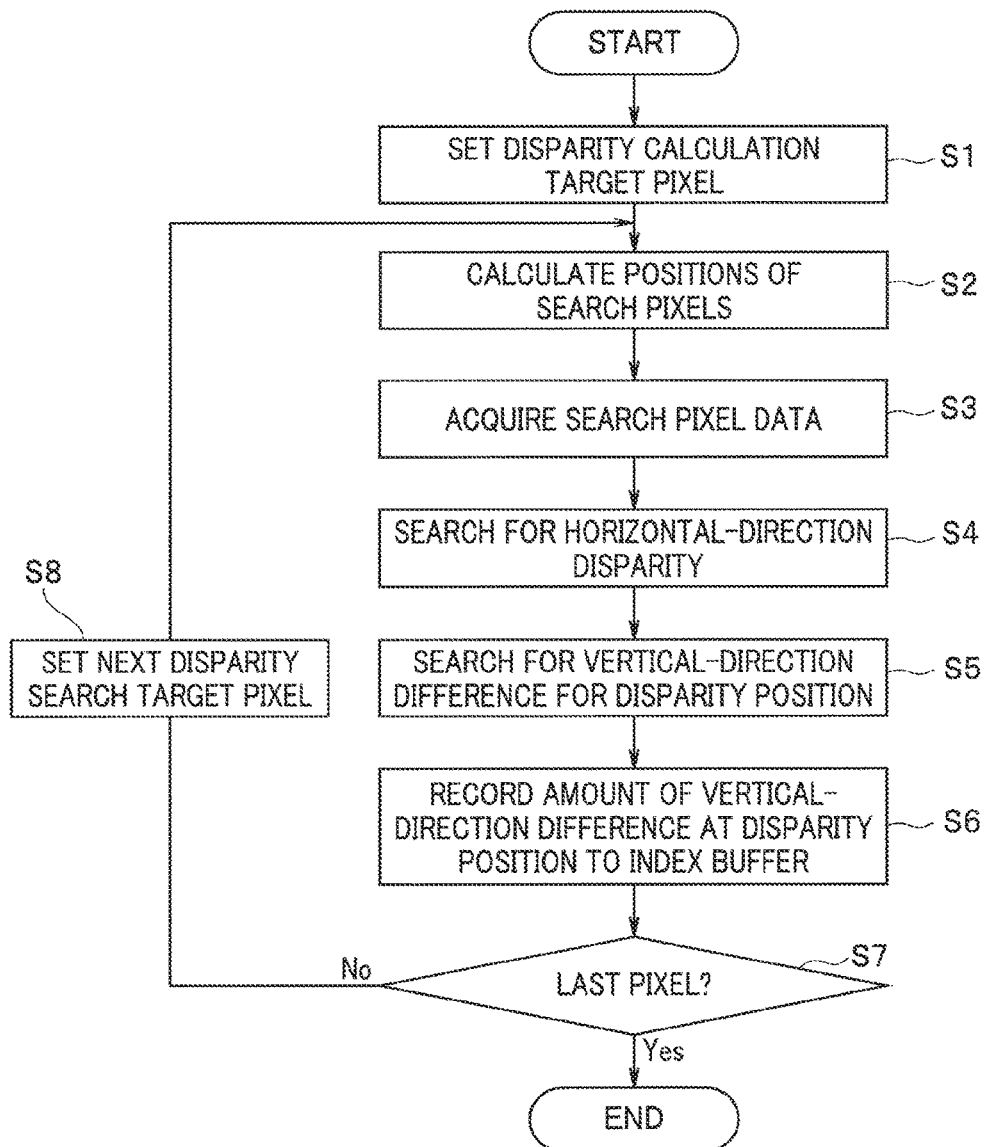 START
SET DISPARITY CALCULATION
TARGET PIXEL
S1
CALCULATE POSITIONS OF
SEARCH PIXELS
S2
ACQUIRE SEARCH PIXEL DATA
S3
SEARCH FOR HORIZONTAL-DIRECTION
DISPARITY
S4
SEARCH FOR VERTICAL-DIRECTION
DIFFERENCE FOR DISPARITY POSITION
S5
RECORD AMOUNT OF VERTICAL-
DIRECTION DIFFERENCE AT DISPARITY
POSITION TO INDEX BUFFER
S6
LAST PIXEL?
S7
No
Yes
S8
SET NEXT DISPARITY
SEARCH TARGET PIXEL
END